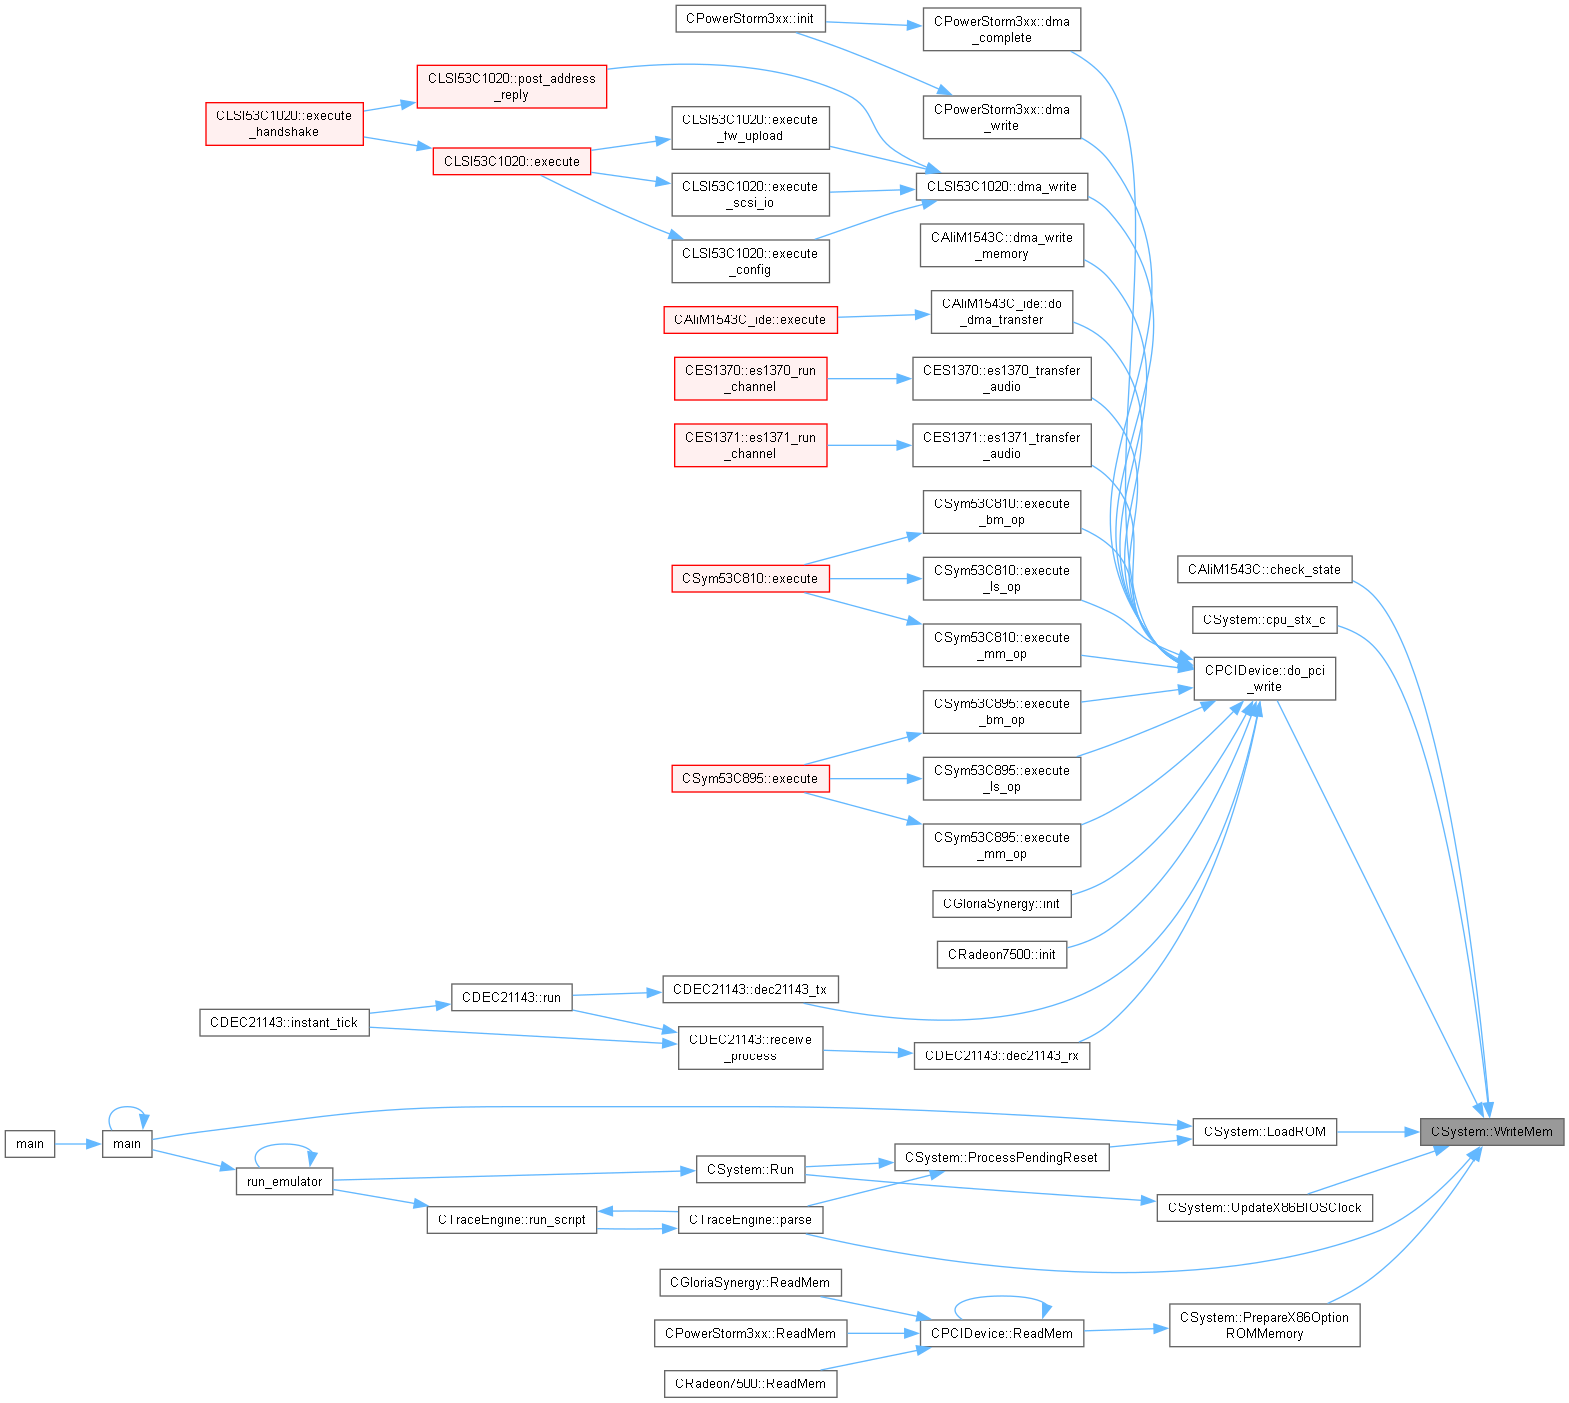 CPowerStorm3xx::init
CPowerStorm3xx::dma
_complete
CLSI53C1020::post_address
_reply
CLSI53C1020::execute
_handshake
CLSI53C1020::execute
_fw_upload
CPowerStorm3xx::dma
_write
CLSI53C1020::execute
CLSI53C1020::execute
_scsi_io
CLSI53C1020::dma_write
CLSI53C1020::execute
_config
CAliM1543C::dma_write
_memory
CAliM1543C_ide::execute
CAliM1543C_ide::do
_dma_transfer
CES1370::es1370_run
_channel
CES1370::es1370_transfer
_audio
CES1371::es1371_run
_channel
CES1371::es1371_transfer
_audio
CSym53C810::execute
_bm_op
CSym53C810::execute
CSym53C810::execute
_ls_op
CSym53C810::execute
_mm_op
CAliM1543C::check_state
CSystem::cpu_stx_c
CPCIDevice::do_pci
_write
CSym53C895::execute
_bm_op
CSym53C895::execute
CSym53C895::execute
_ls_op
CSym53C895::execute
_mm_op
CGloriaSynergy::init
CRadeon7500::init
CDEC21143::run
CDEC21143::dec21143_tx
CDEC21143::instant_tick
CDEC21143::receive
_process
CDEC21143::dec21143_rx
main
main
CSystem::LoadROM
CSystem::WriteMem
run_emulator
CSystem::Run
CSystem::ProcessPendingReset
CTraceEngine::run_script
CTraceEngine::parse
CSystem::UpdateX86BIOSClock
CGloriaSynergy::ReadMem
CPowerStorm3xx::ReadMem
CPCIDevice::ReadMem
CSystem::PrepareX86Option
ROMMemory
CRadeon7500::ReadMem